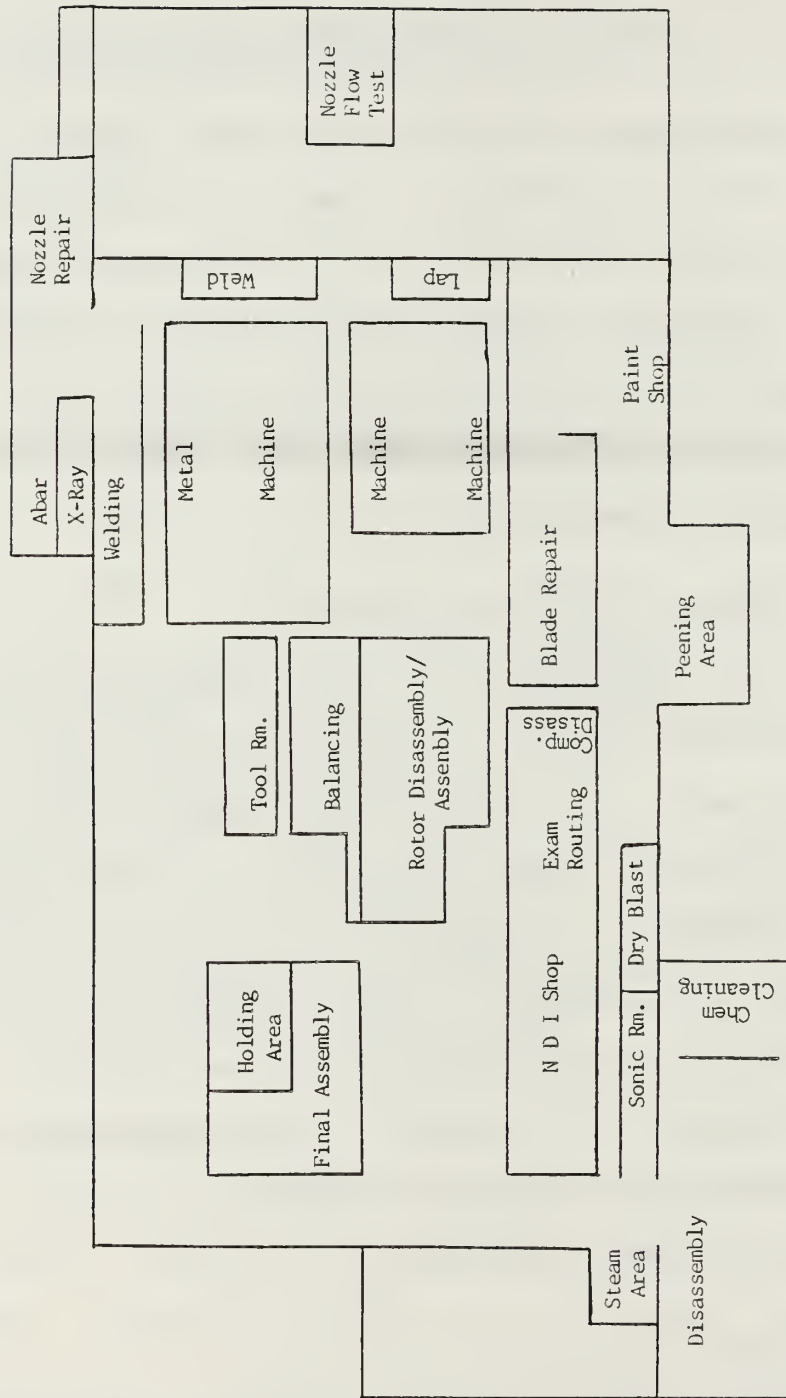 Abar
X-Ray
Nozzle
Repair
Welding
Metal
Machine
Weld
Nozzle
Flow
Test
Tool Rm.
Holding
Area
Balancing
Final Assembly
Machine
Machine
Lap
Rotor Disassembly/
Assenbly
N D I Shop
Exam
Routing
Comp.
Disass
Blade Repair
Steam
Area
Sonic Rm.
Dry Blast
Paint
Shop
Disassembly
Chem
Cleaning
Peening
Area